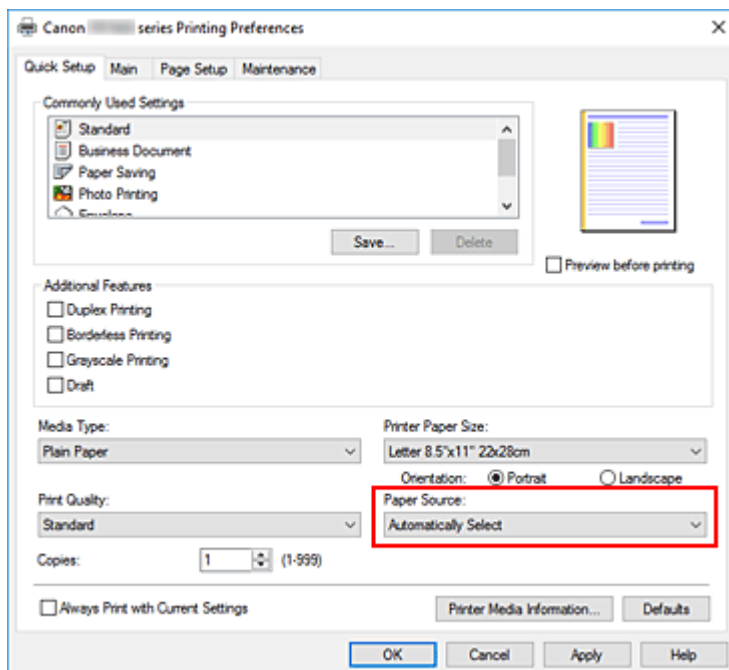 Canon series Printing Preferences
Quick Setup Main Page Setup Maintenance
Commonly Used Settings
Standard
Business Document
Paper Saving
Photo Printing
Save... Delete
Preview before printing
Additional Features
Duplex Printing
Borderless Printing
Grayscale Printing
Draft
Media Type: Printer Paper Size:
Plain Paper Letter 8.5"x11" 22x28cm
Orientation: Portrait Landscape
Print Quality: Paper Source:
Standard Automatically Select
Copies: 1 (1-999)
Always Print with Current Settings Printer Media Information... Defaults
OK Cancel Apply Help